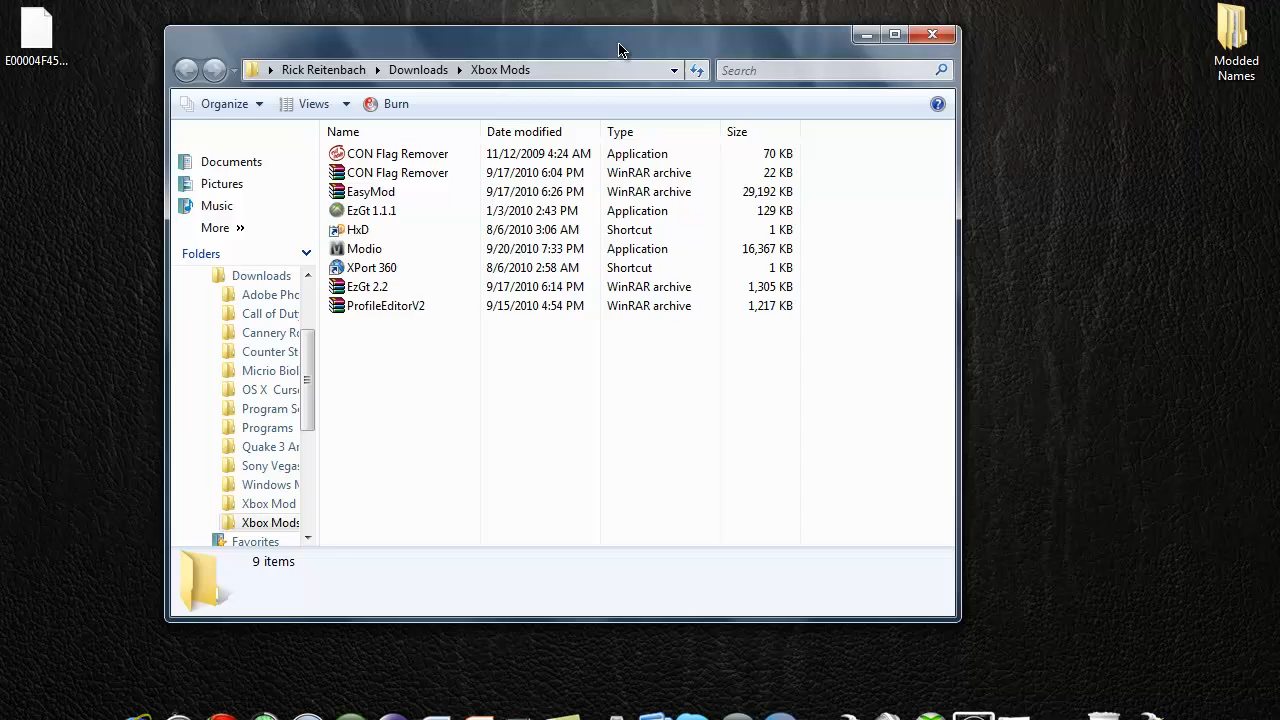 E00004F45...
Modded
Names
Rick Reitenbach Downloads Xbox Mods
Search
Organize Views Burn
Name Date modified Type Size
Documents
Pictures
Music
More »
Folders
Downloads
Adobe Pho
Call of Dut
Cannery Ro
Counter St
Micrio Biol
OS X Curso
Program Se
Programs
Quake 3 Ar
Sony Vegas
Windows M
Xbox Mod
Xbox Mods
Favorites
CON Flag Remover 11/12/2009 4:24 AM Application 70 KB
CON Flag Remover 9/17/2010 6:04 PM WinRAR archive 22 KB
EasyMod 9/17/2010 6:26 PM WinRAR archive 29,192 KB
EzGt 1.1.1 1/3/2010 2:43 PM Application 129 KB
HxD 8/6/2010 3:06 AM Shortcut 1 KB
Modio 9/20/2010 7:33 PM Application 16,367 KB
XPort 360 8/6/2010 2:58 AM Shortcut 1 KB
EzGt 2.2 9/17/2010 6:14 PM WinRAR archive 1,305 KB
ProfileEditorV2 9/15/2010 4:54 PM WinRAR archive 1,217 KB
9 items